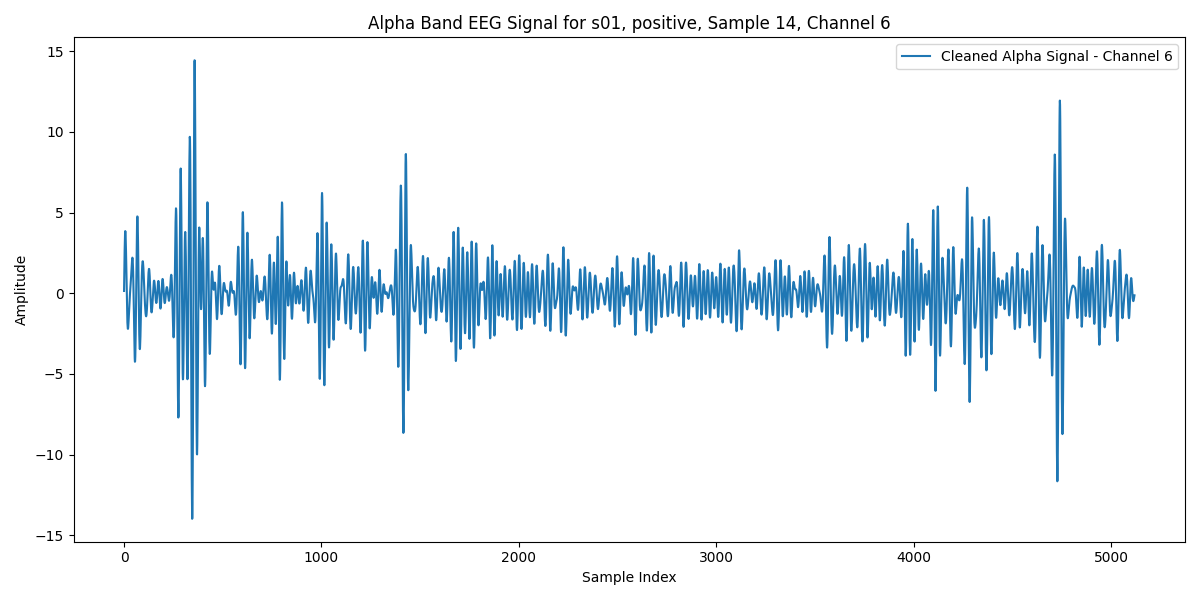 Alpha Band EEG Signal for s01, positive, Sample 14, Channel 6
Cleaned Alpha Signal - Channel 6
15
10
5
0
−5
−10
−15
Amplitude
0 1000 2000 3000 4000 5000
Sample Index